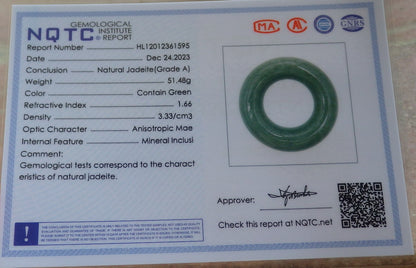 NQTC GEMOLOGICAL
INSTITUTE
REPORT
MA
CNAS
GNRS
Report Number HL12012361595
Date Dec 24.2023
Conclusion Natural Jadeite(Grade A)
Weight 51.48g
Color Contain Green
Refractive Index 1.66
Density 3.33/cm3
Optic Character Anisotropic Mae
Internal Feature Mineral Inclusi
Comment:
Gemological tests correspond to the charact
eristics of natural jadeite.
Approver:
Check this report at NQTC.net